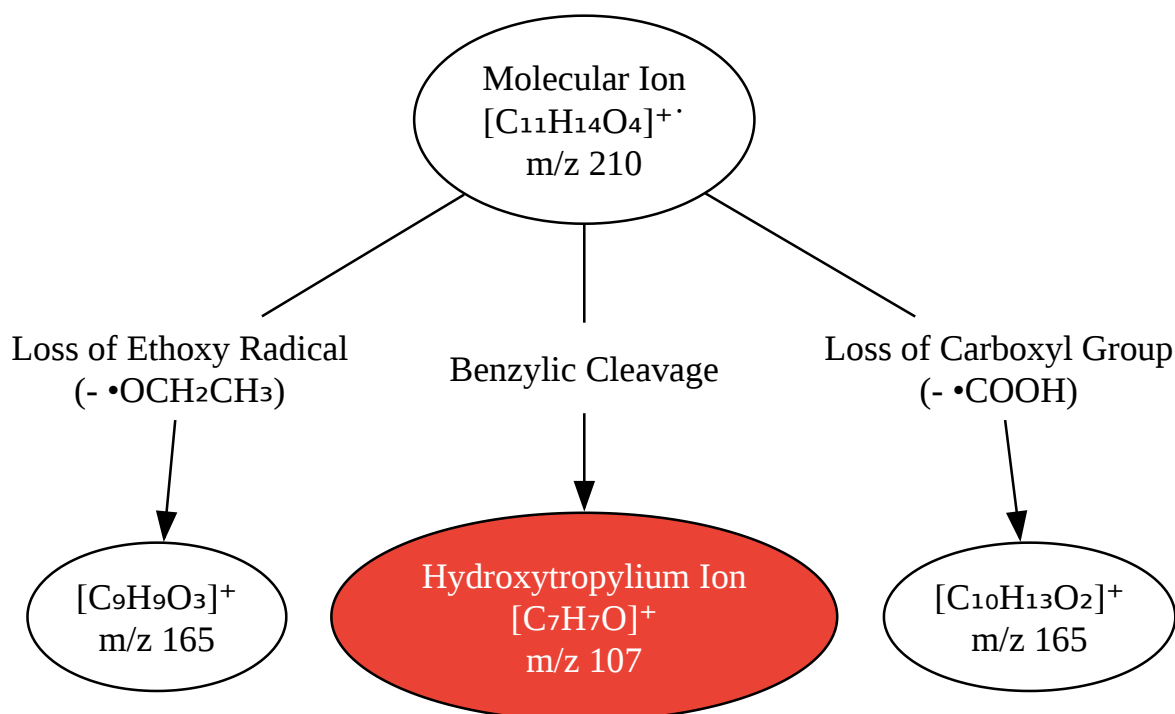 Molecular Ion
[C₁₁H₁₄O₄]⁺˙
m/z 210
Loss of Ethoxy Radical
(- •OCH₂CH₃)
Benzylic Cleavage
Loss of Carboxyl Group
(- •COOH)
[C₉H₉O₃]⁺
m/z 165
Hydroxytropylium Ion
[C₇H₇O]⁺
m/z 107
[C₁₀H₁₃O₂]⁺
m/z 165